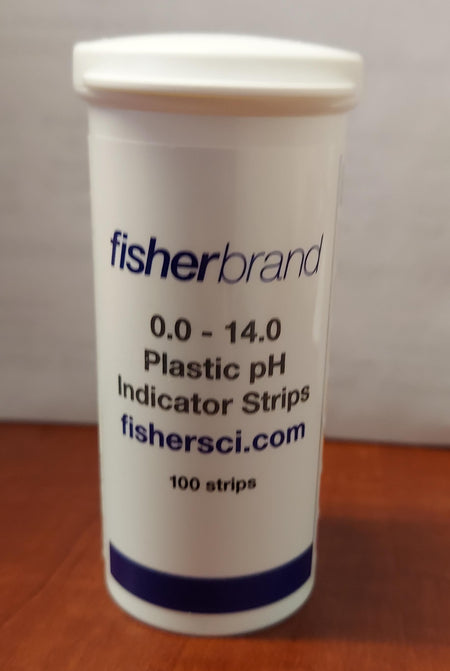 fisherbrand
0.0 - 14.0
Plastic pH
Indicator Strips
fishersci.com
100 strips